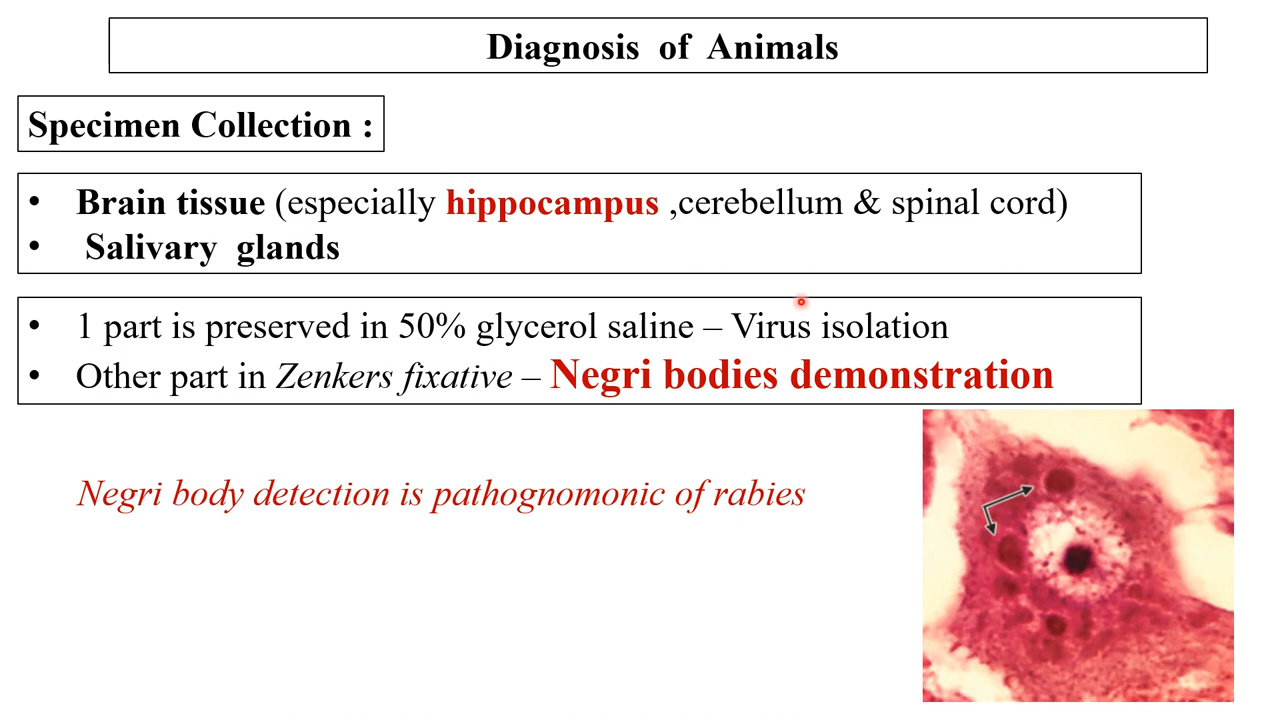 Diagnosis of Animals
Specimen Collection :
• Brain tissue (especially hippocampus ,cerebellum & spinal cord)
• Salivary glands
• 1 part is preserved in 50% glycerol saline – Virus isolation
• Other part in Zenkers fixative – Negri bodies demonstration
Negri body detection is pathognomonic of rabies